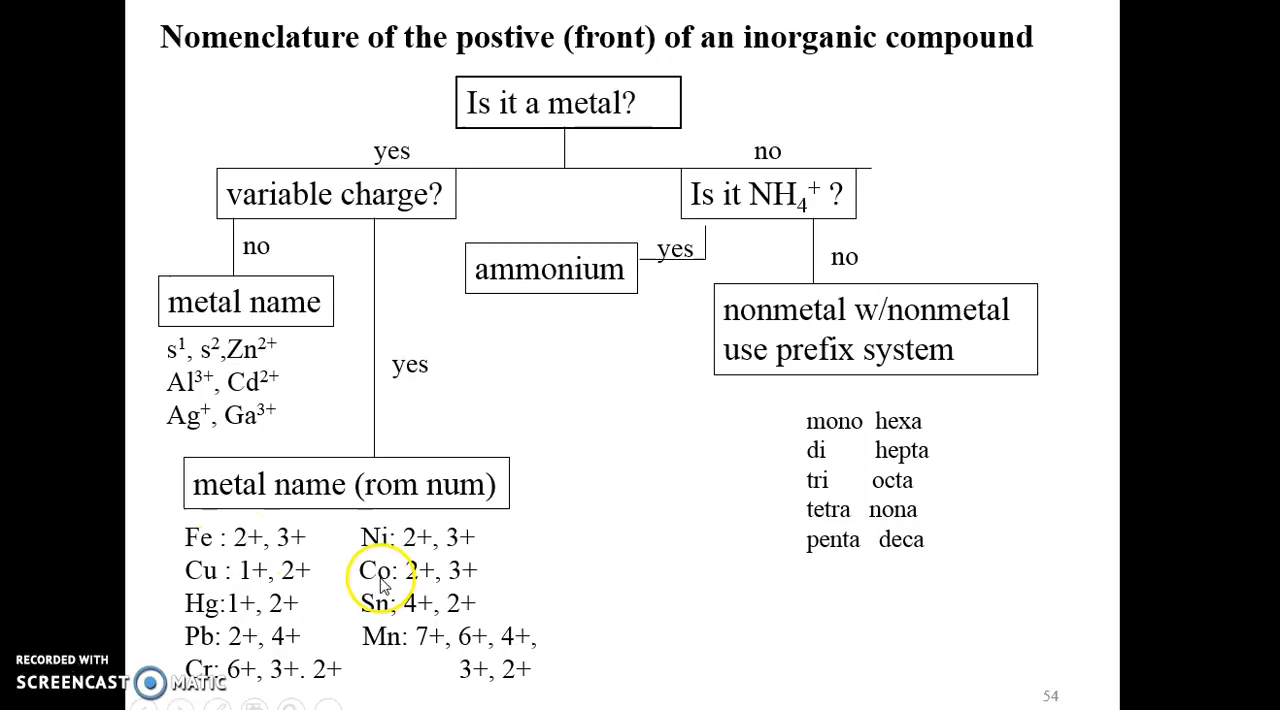 Nomenclature of the postive (front) of an inorganic compound
Is it a metal?
yes
no
variable charge?
Is it NH₄⁺ ?
no
yes
ammonium
no
metal name
nonmetal w/nonmetal
use prefix system
s¹, s²,Zn²⁺
Al³⁺, Cd²⁺
Ag⁺, Ga³⁺
yes
mono hexa
di hepta
tri octa
tetra nona
penta deca
metal name (rom num)
Fe : 2+, 3+ Ni: 2+, 3+
Cu : 1+, 2+ Co: 2+, 3+
Hg:1+, 2+ Sn; 4+, 2+
Pb: 2+, 4+ Mn: 7+, 6+, 4+,
Cr: 6+, 3+. 2+ 3+, 2+
RECORDED WITH
SCREENCAST MATIC
54